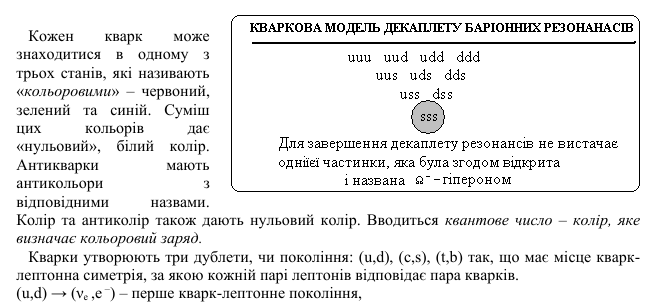 Кожен кварк може
знаходитися в одному з
трьох станів, які називають
«кольоровими» – червоний,
зелений та синій. Суміш
цих кольорів дає
«нульовий», білий колір.
Антикварки мають
антикольори з
відповідними назвами.
КВАРКОВА МОДЕЛЬ ДЕКАПЛЕТУ БАРІОННИХ РЕЗОНАНАСІВ
uuu uud udd ddd
uus uds dds
uss dss
sss
Для завершення декаплету резонансів не вистачає
однієї частинки, яка була згодом відкрита
і названа Ω⁻ – гіпероном
Колір та антиколір також дають нульовий колір. Вводиться квантове число – колір, яке
визначає кольоровий заряд.
Кварки утворюють три дублети, чи покоління: (u,d), (c,s), (t,b) так, що має місце кварк-
лептонна симетрія, за якою кожній парі лептонів відповідає пара кварків.
(u,d) → (νₑ ,e⁻) – перше кварк-лептонне покоління,